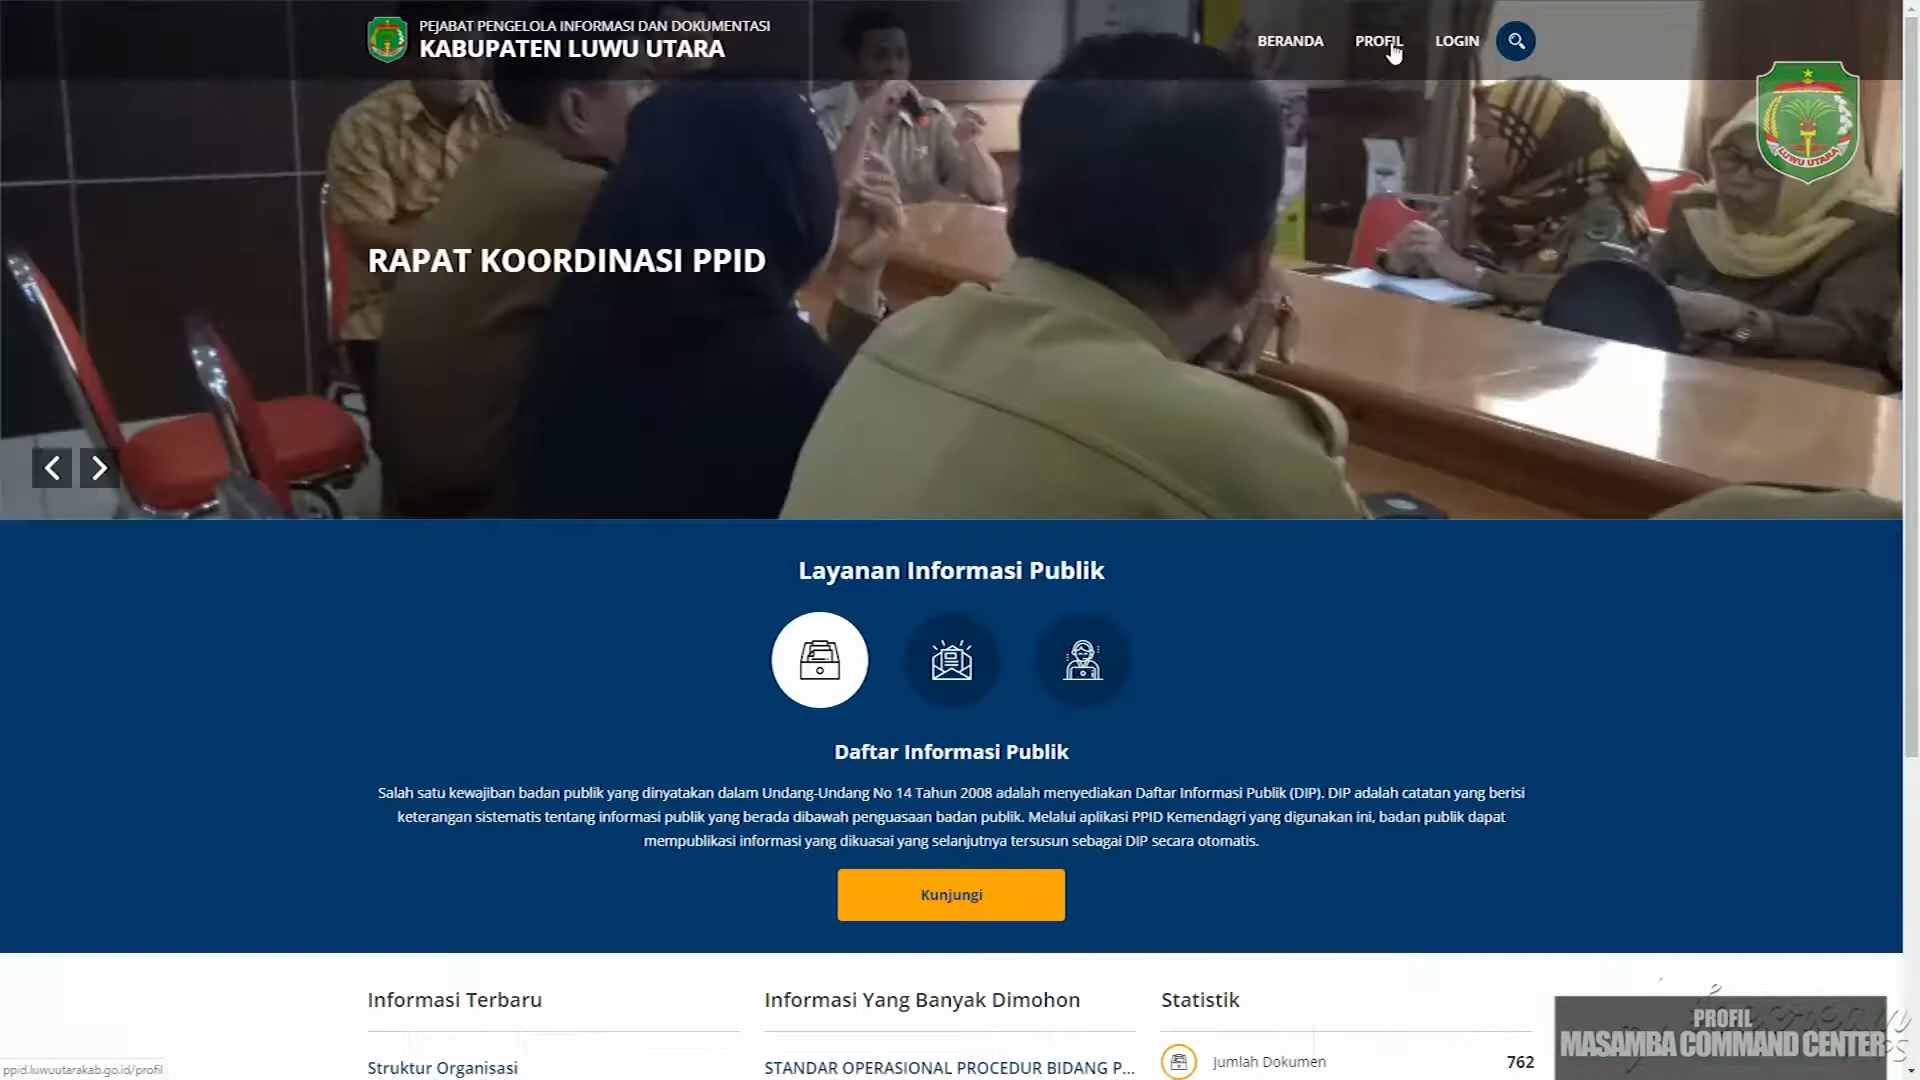 PEJABAT PENGELOLA INFORMASI DAN DOKUMENTASI
KABUPATEN LUWU UTARA
BERANDA
PROFIL
LOGIN
LUWU UTARA
RAPAT KOORDINASI PPID
Layanan Informasi Publik
Daftar Informasi Publik
Salah satu kewajiban badan publik yang dinyatakan dalam Undang-Undang No 14 Tahun 2008 adalah menyediakan Daftar Informasi Publik (DIP). DIP adalah catatan yang berisi
keterangan sistematis tentang informasi publik yang berada dibawah penguasaan badan publik. Melalui aplikasi PPID Kemendagri yang digunakan ini, badan publik dapat
mempublikasi informasi yang dikuasai yang selanjutnya tersusun sebagai DIP secara otomatis.
Kunjungi
Informasi Terbaru
Struktur Organisasi
Informasi Yang Banyak Dimohon
STANDAR OPERASIONAL PROCEDUR BIDANG P...
Statistik
Jumlah Dokumen
762
PROFIL
MASAMBA COMMAND CENTER
ppid.luwuutarakab.go.id/profil